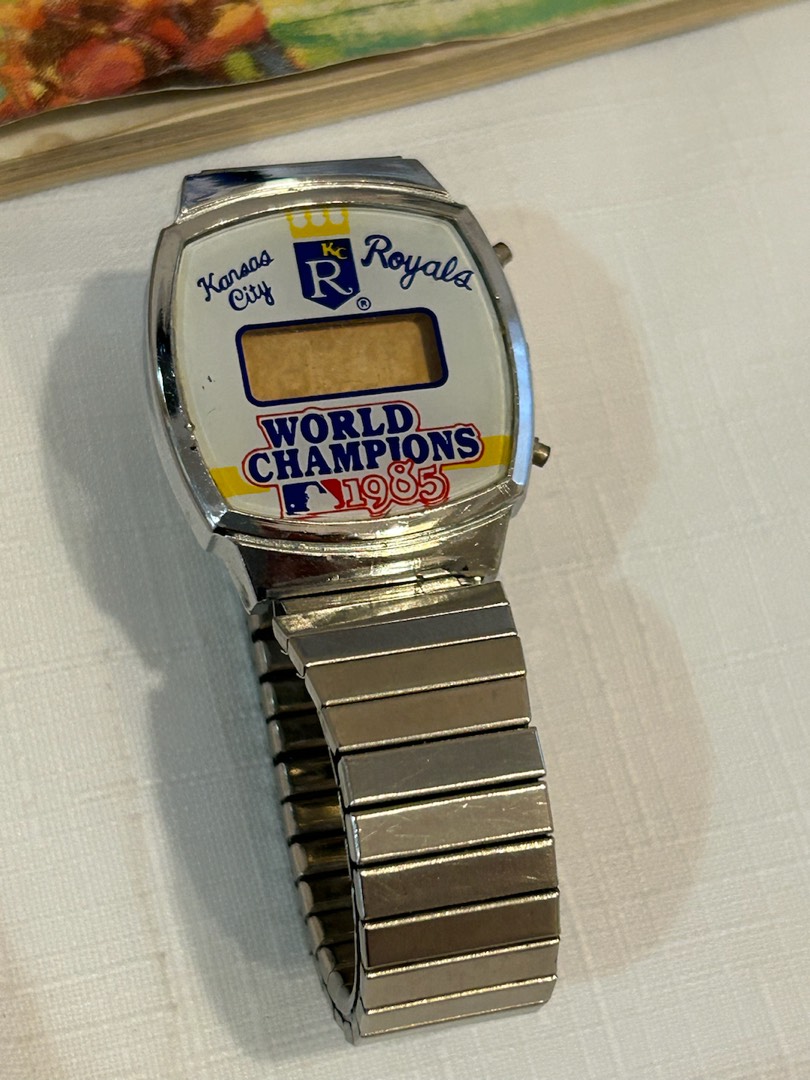 Kansas City
KC
R
®
Royals
WORLD
CHAMPIONS
1985